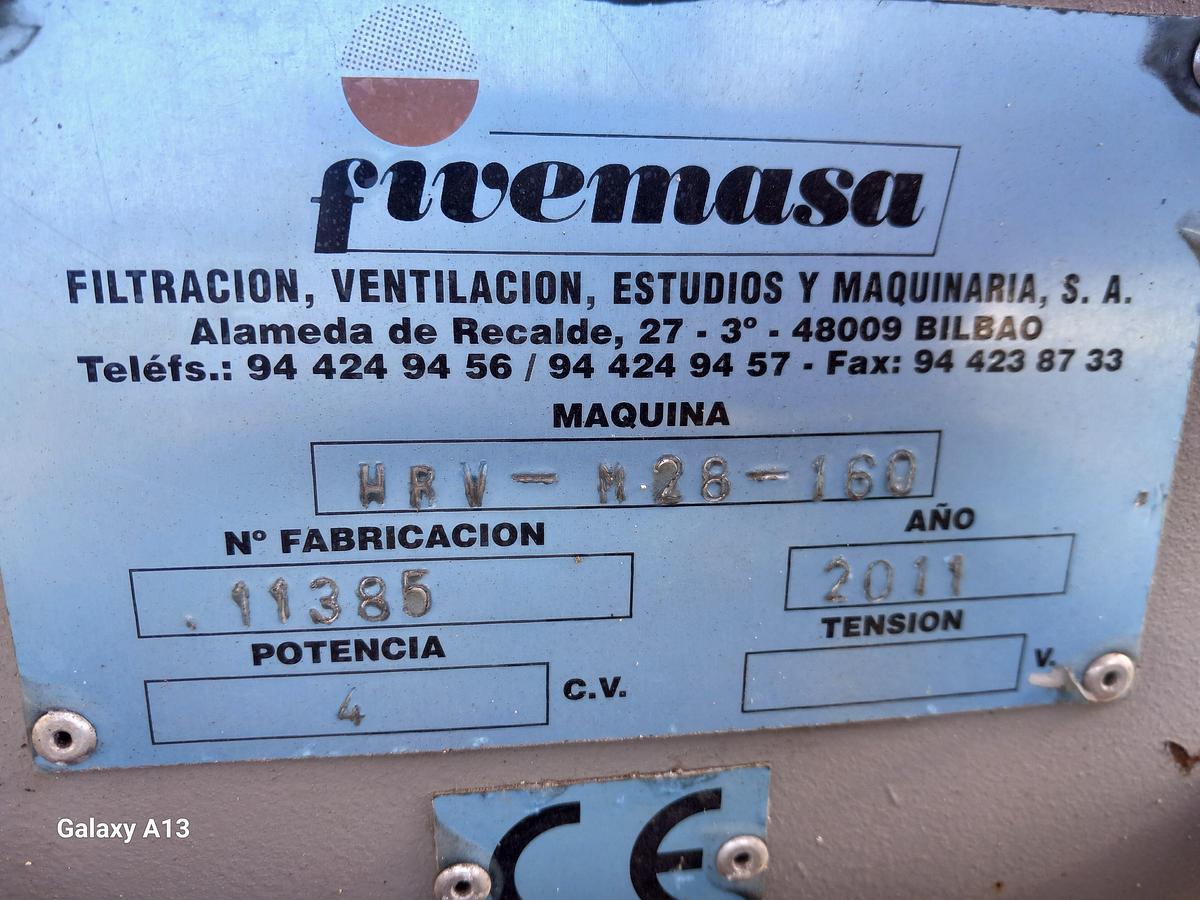 fivemasa
FILTRACION, VENTILACION, ESTUDIOS Y MAQUINARIA, S. A.
Alameda de Recalde, 27 - 3º - 48009 BILBAO
Teléfs.: 94 424 94 56 / 94 424 94 57 - Fax: 94 423 87 33
MAQUINA
HRV - M28-160
Nº FABRICACION
.11385
AÑO
2011
POTENCIA
4 C.V.
TENSION
V.
CE
Galaxy A13